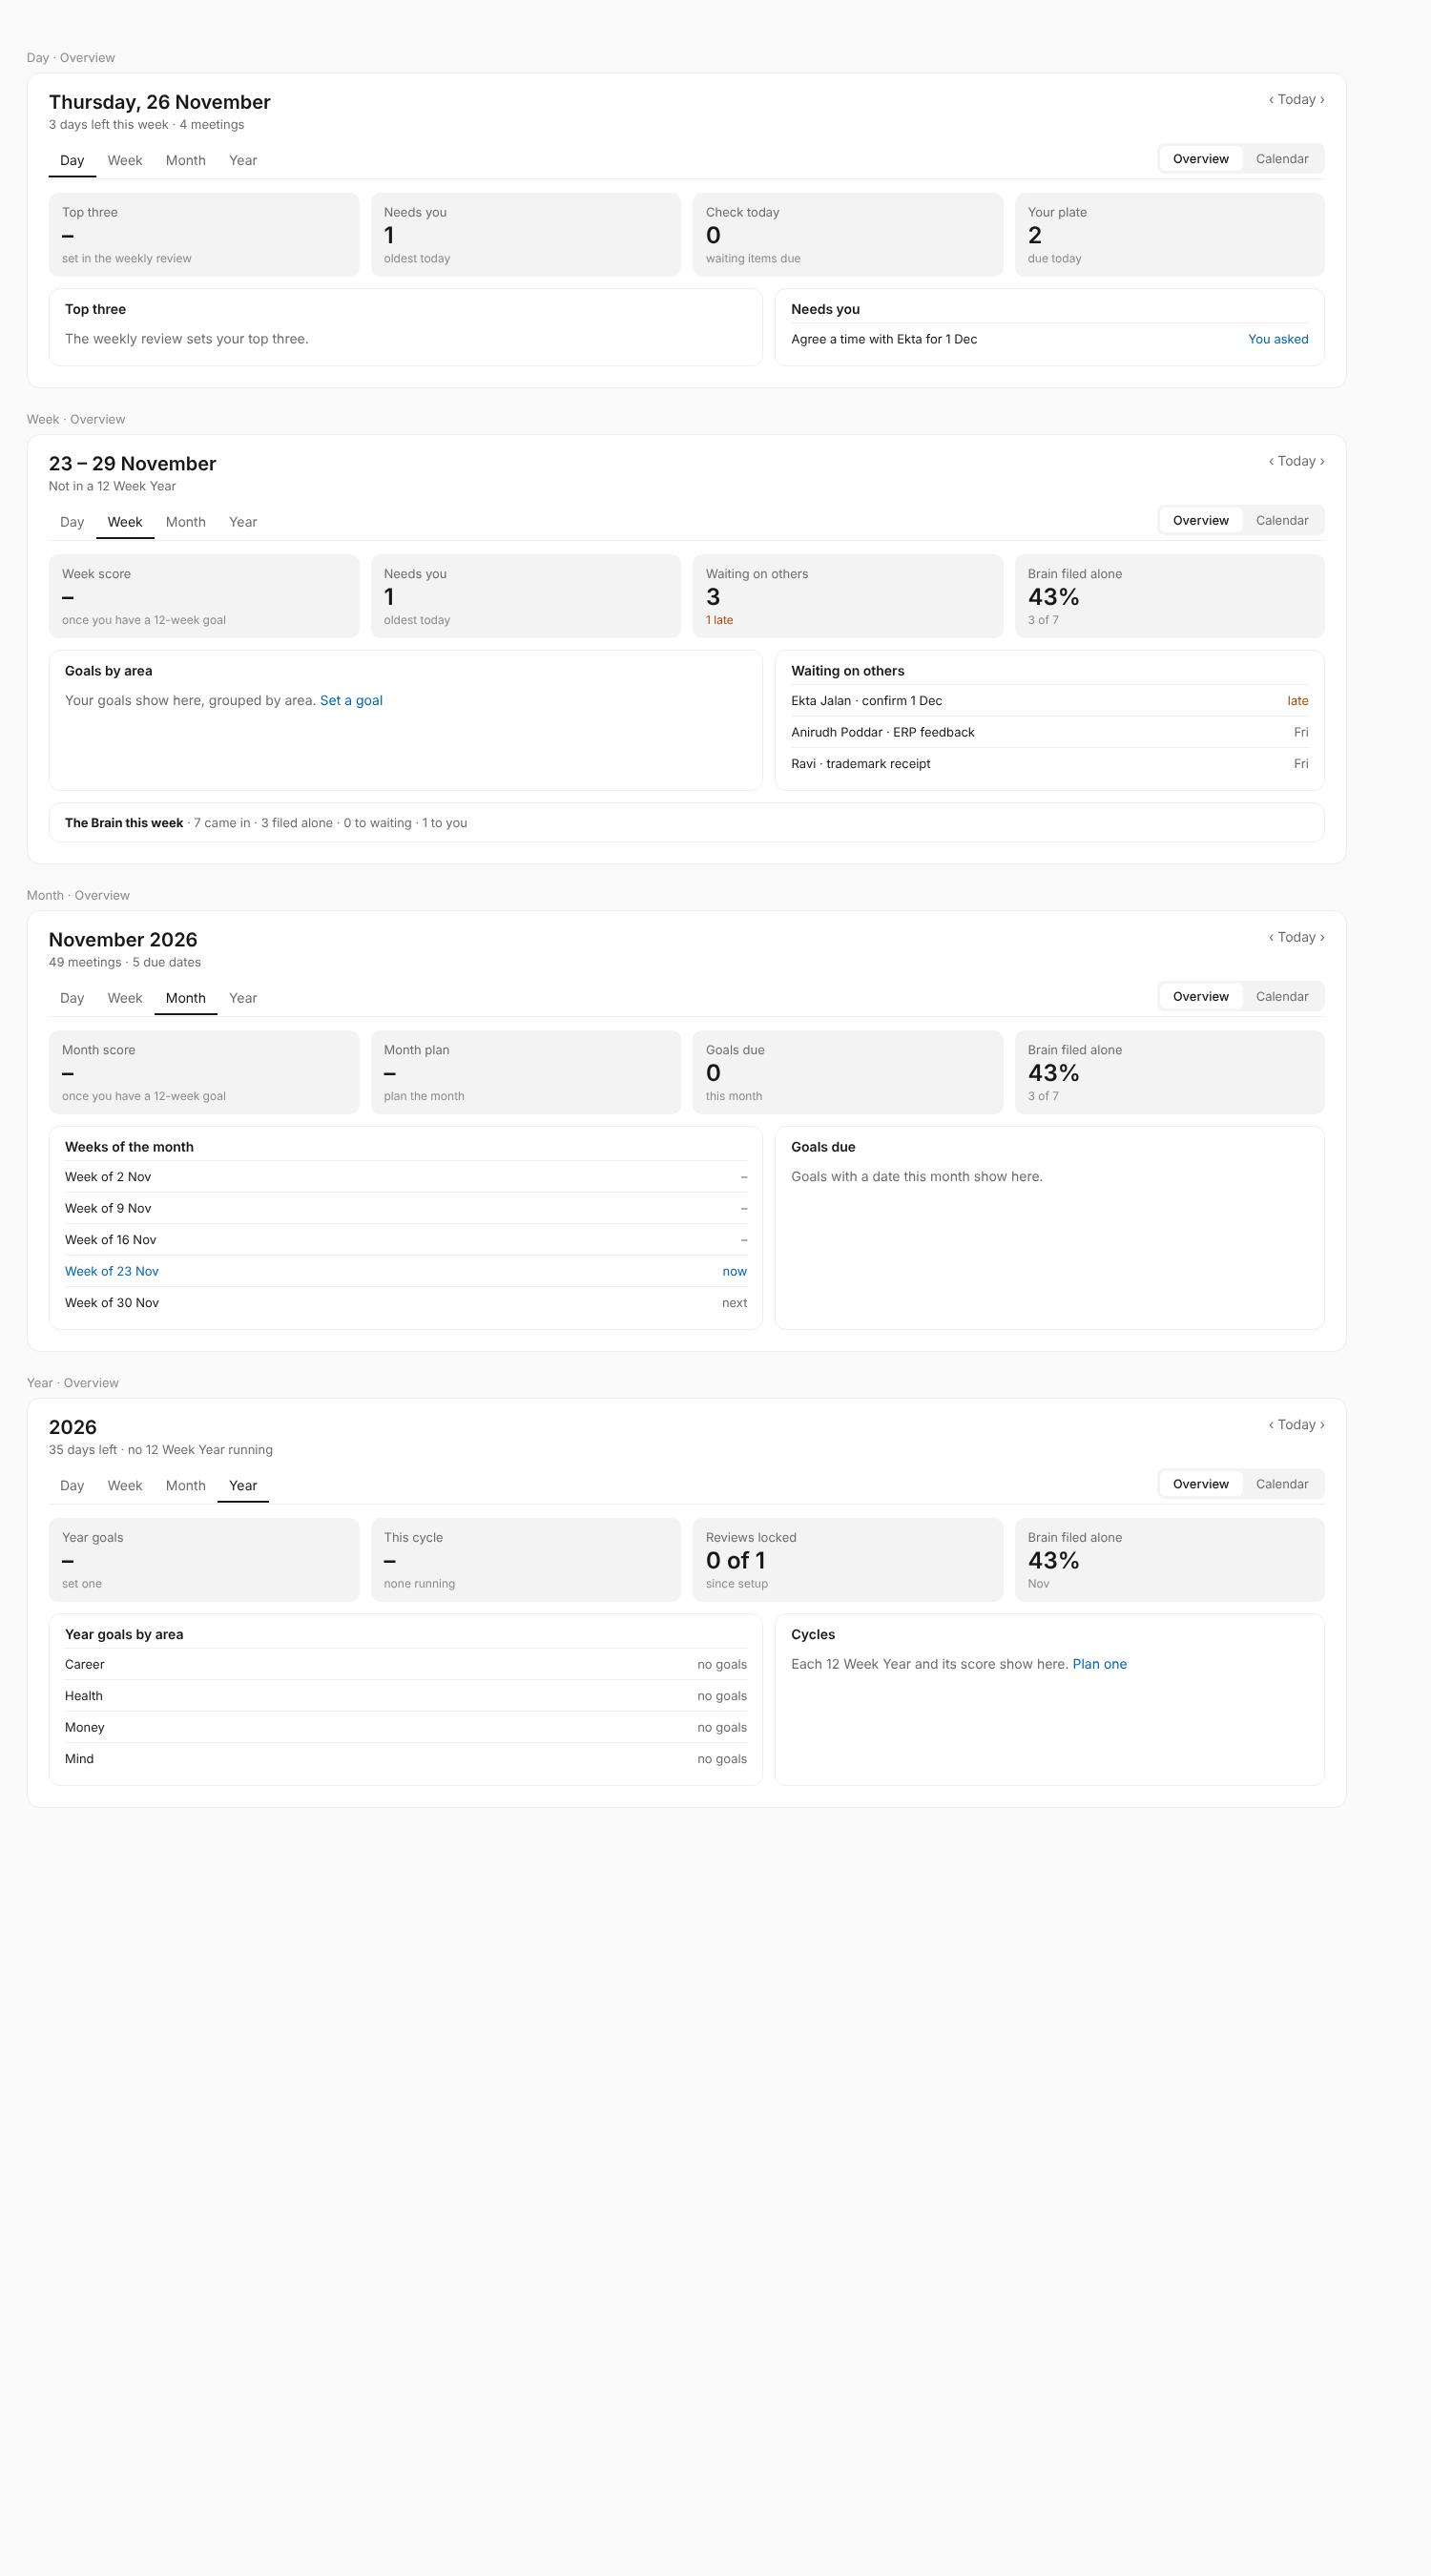 Day · Overview
Thursday, 26 November
‹ Today ›
3 days left this week · 4 meetings
Day Week Month Year
Overview Calendar
Top three
–
set in the weekly review
Needs you
1
oldest today
Check today
0
waiting items due
Your plate
2
due today
Top three
The weekly review sets your top three.
Needs you
Agree a time with Ekta for 1 Dec You asked
Week · Overview
23 – 29 November
‹ Today ›
Not in a 12 Week Year
Day Week Month Year
Overview Calendar
Week score
–
once you have a 12-week goal
Needs you
1
oldest today
Waiting on others
3
1 late
Brain filed alone
43%
3 of 7
Goals by area
Your goals show here, grouped by area. Set a goal
Waiting on others
Ekta Jalan · confirm 1 Dec late
Anirudh Poddar · ERP feedback Fri
Ravi · trademark receipt Fri
The Brain this week · 7 came in · 3 filed alone · 0 to waiting · 1 to you
Month · Overview
November 2026
‹ Today ›
49 meetings · 5 due dates
Day Week Month Year
Overview Calendar
Month score
–
once you have a 12-week goal
Month plan
–
plan the month
Goals due
0
this month
Brain filed alone
43%
3 of 7
Weeks of the month
Week of 2 Nov –
Week of 9 Nov –
Week of 16 Nov –
Week of 23 Nov now
Week of 30 Nov next
Goals due
Goals with a date this month show here.
Year · Overview
2026
‹ Today ›
35 days left · no 12 Week Year running
Day Week Month Year
Overview Calendar
Year goals
–
set one
This cycle
–
none running
Reviews locked
0 of 1
since setup
Brain filed alone
43%
Nov
Year goals by area
Career no goals
Health no goals
Money no goals
Mind no goals
Cycles
Each 12 Week Year and its score show here. Plan one